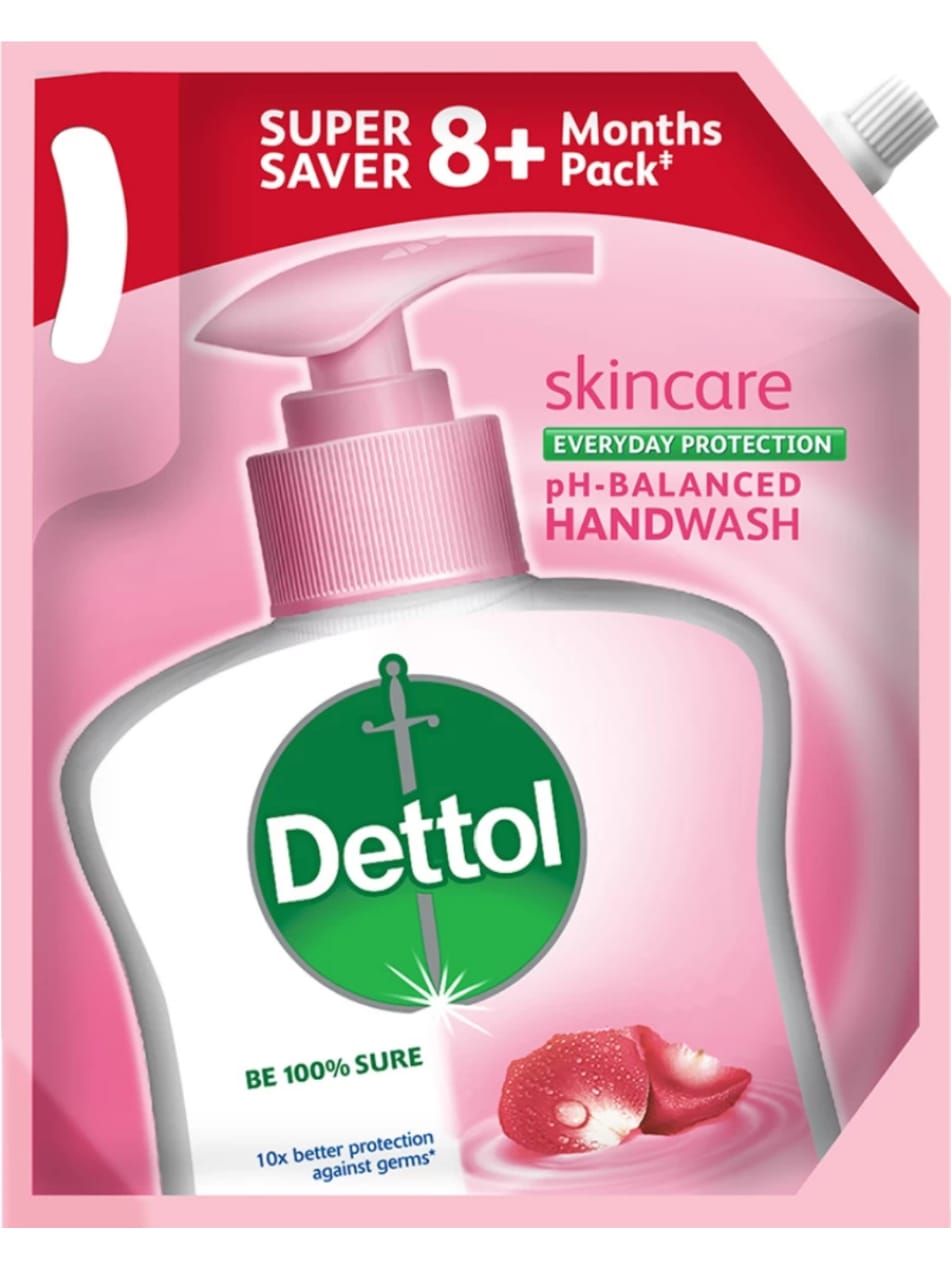 SUPER
SAVER
8+
Months
Pack‡
skincare
EVERYDAY PROTECTION
pH-BALANCED
HANDWASH
Dettol
BE 100% SURE
10x better protection
against germs*